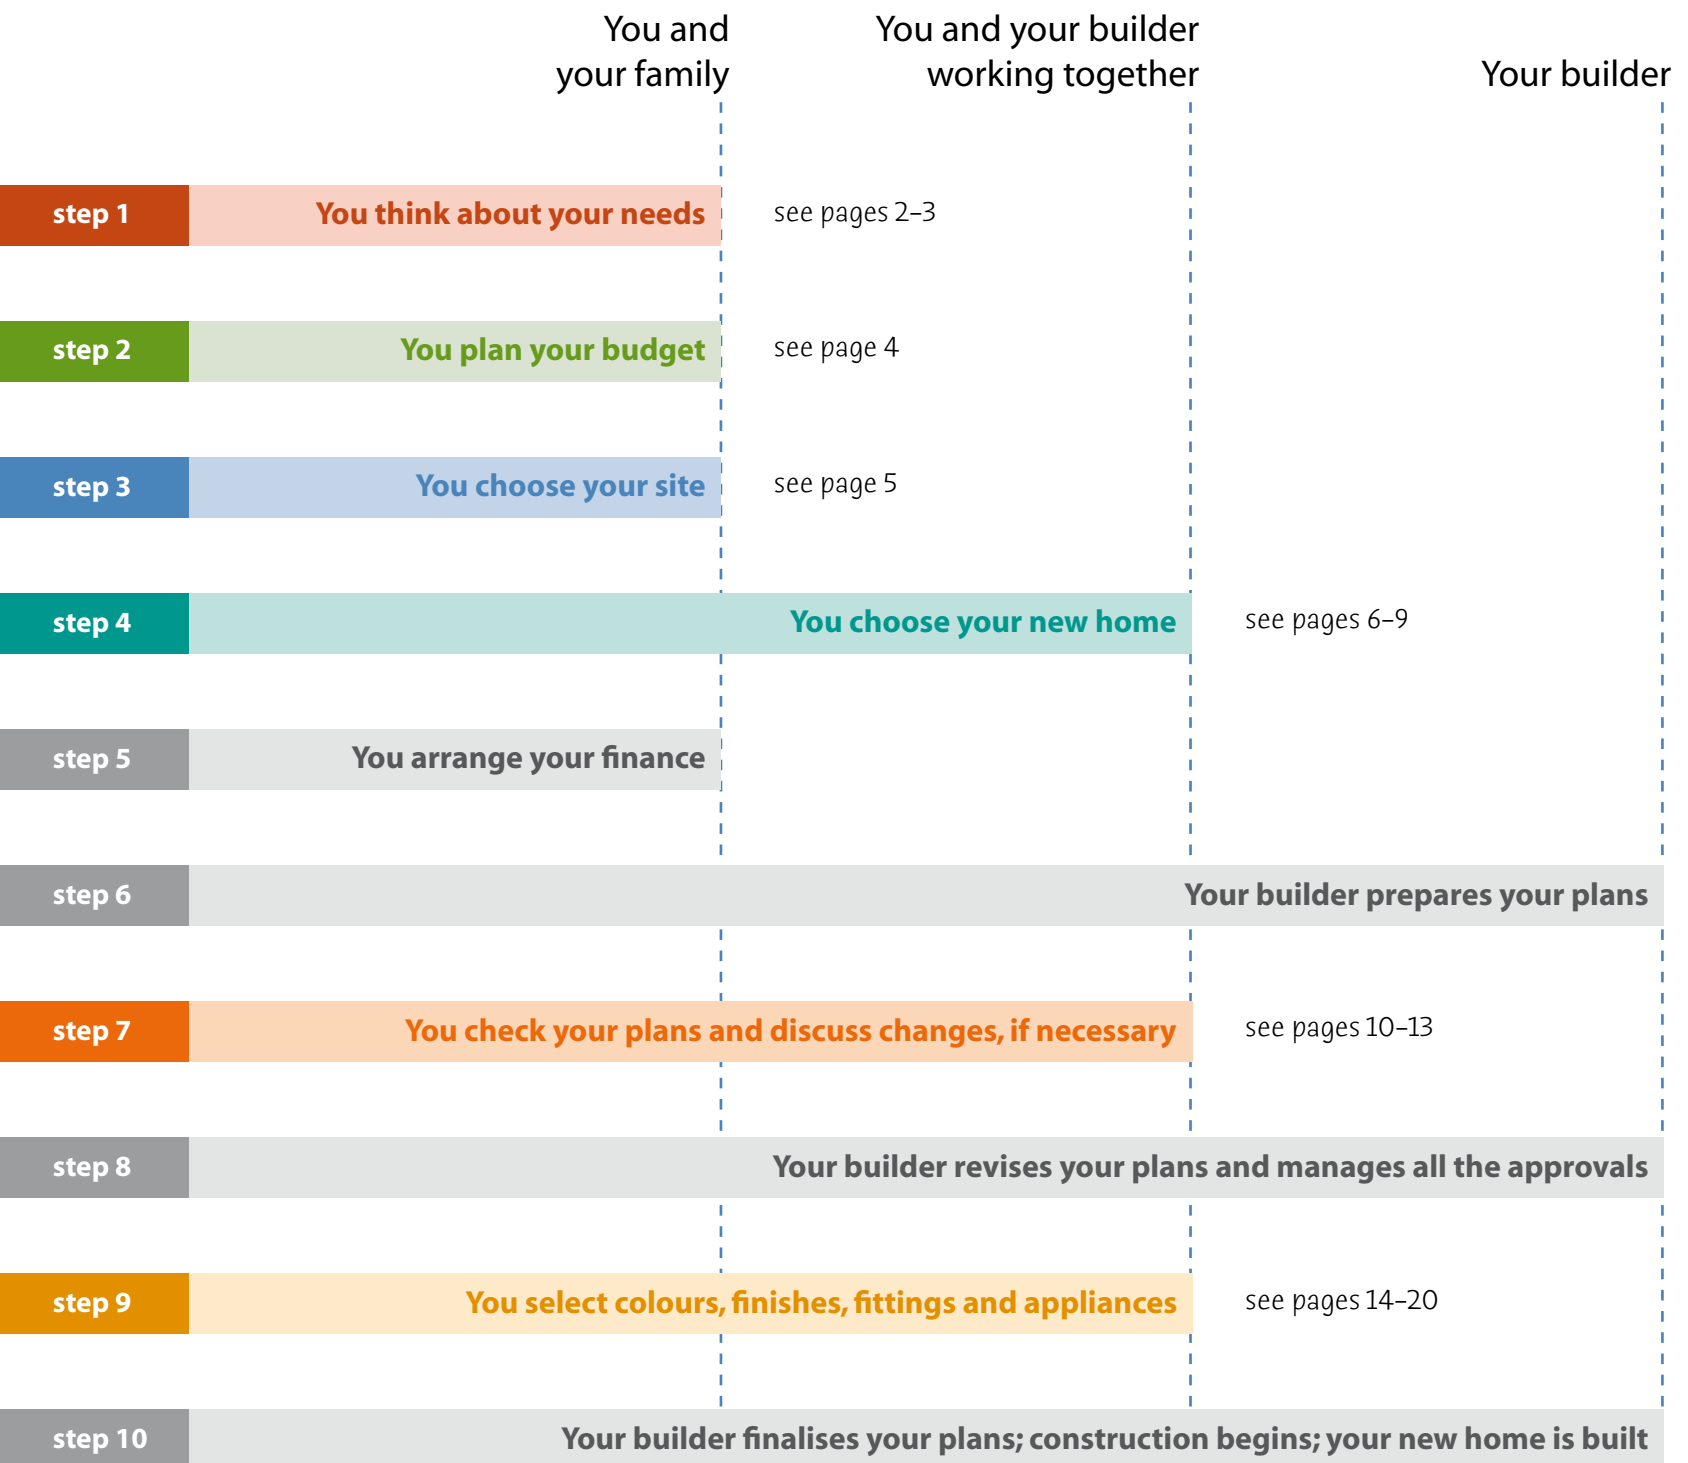 You and
your family
You and your builder
working together
Your builder
step 1
You think about your needs
see pages 2–3
step 2
You plan your budget
see page 4
step 3
You choose your site
see page 5
step 4
You choose your new home
see pages 6–9
step 5
You arrange your finance
step 6
Your builder prepares your plans
step 7
You check your plans and discuss changes, if necessary
see pages 10–13
step 8
Your builder revises your plans and manages all the approvals
step 9
You select colours, finishes, fittings and appliances
see pages 14–20
step 10
Your builder finalises your plans; construction begins; your new home is built